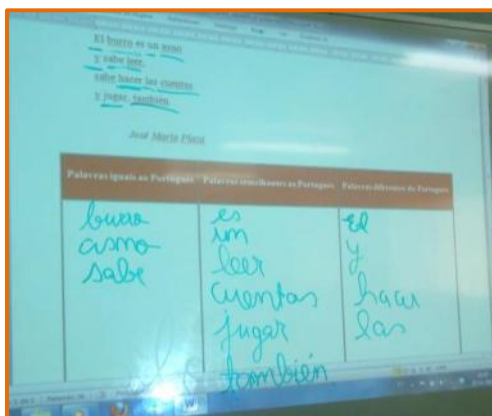 El burro es un asno
y sabe leer,
sabe hacer las cuentas
y jugar, también.
José María Plaza
Palavras iguais ao Português Palavras semelhantes ao Português Palavras diferentes do Português
burro es El
asno un y
sabe leer hacer
cuentas las
jugar
también